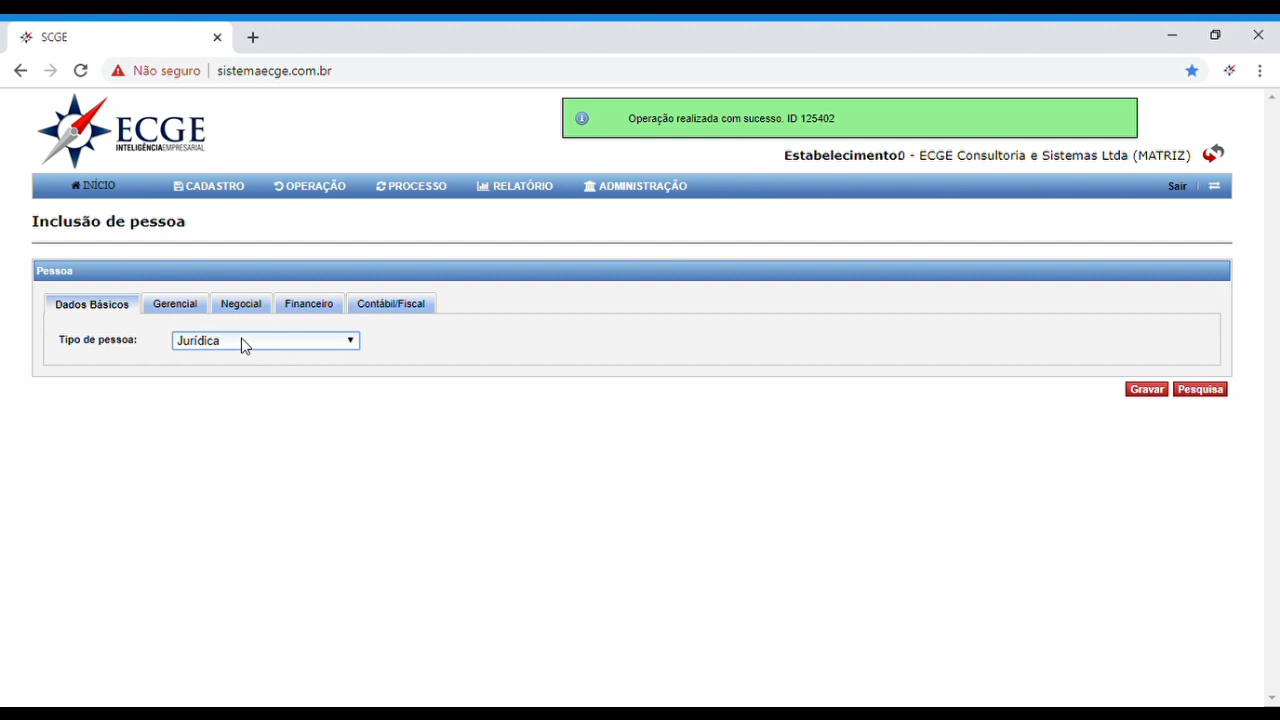 SCGE
Não seguro
sistemaecge.com.br
ECGE
INTELIGÊNCIAEMPRESARIAL
Operação realizada com sucesso. ID 125402
Estabelecimento0 - ECGE Consultoria e Sistemas Ltda (MATRIZ)
INÍCIO
CADASTRO
OPERAÇÃO
PROCESSO
RELATÓRIO
ADMINISTRAÇÃO
Sair
Inclusão de pessoa
Pessoa
Dados Básicos
Gerencial
Negocial
Financeiro
Contábil/Fiscal
Tipo de pessoa:
Jurídica
Gravar
Pesquisa